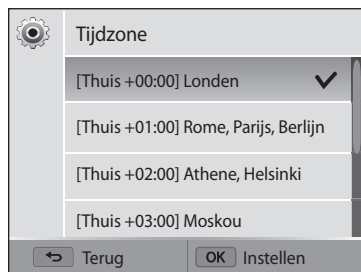 Tijdzone
[Thuis +00:00] Londen
[Thuis +01:00] Rome, Parijs, Berlijn
[Thuis +02:00] Athene, Helsinki
[Thuis +03:00] Moskou
Terug
OK Instellen